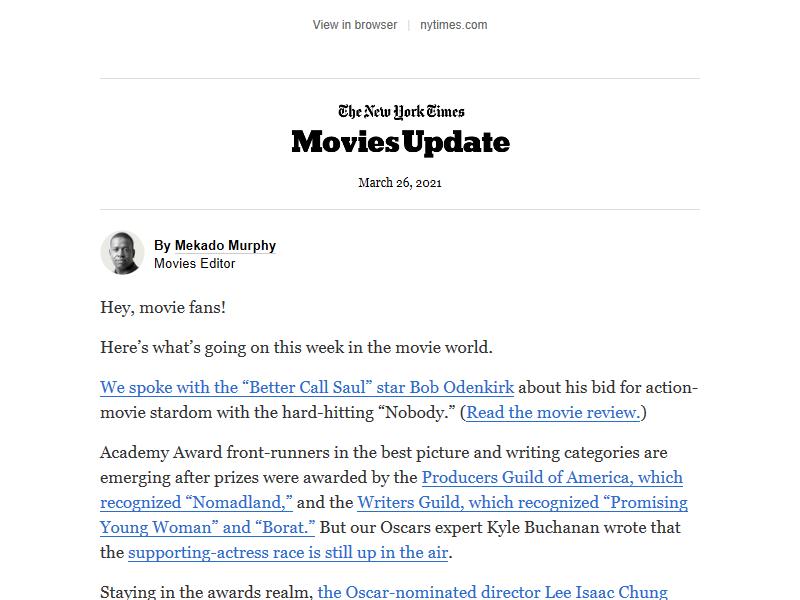 View in browser | nytimes.com
The New York Times
Movies Update
March 26, 2021
By Mekado Murphy
Movies Editor
Hey, movie fans!
Here’s what’s going on this week in the movie world.
We spoke with the “Better Call Saul” star Bob Odenkirk about his bid for action-
movie stardom with the hard-hitting “Nobody.” (Read the movie review.)
Academy Award front-runners in the best picture and writing categories are
emerging after prizes were awarded by the Producers Guild of America, which
recognized “Nomadland,” and the Writers Guild, which recognized “Promising
Young Woman” and “Borat.” But our Oscars expert Kyle Buchanan wrote that
the supporting-actress race is still up in the air.
Staying in the awards realm, the Oscar-nominated director Lee Isaac Chung